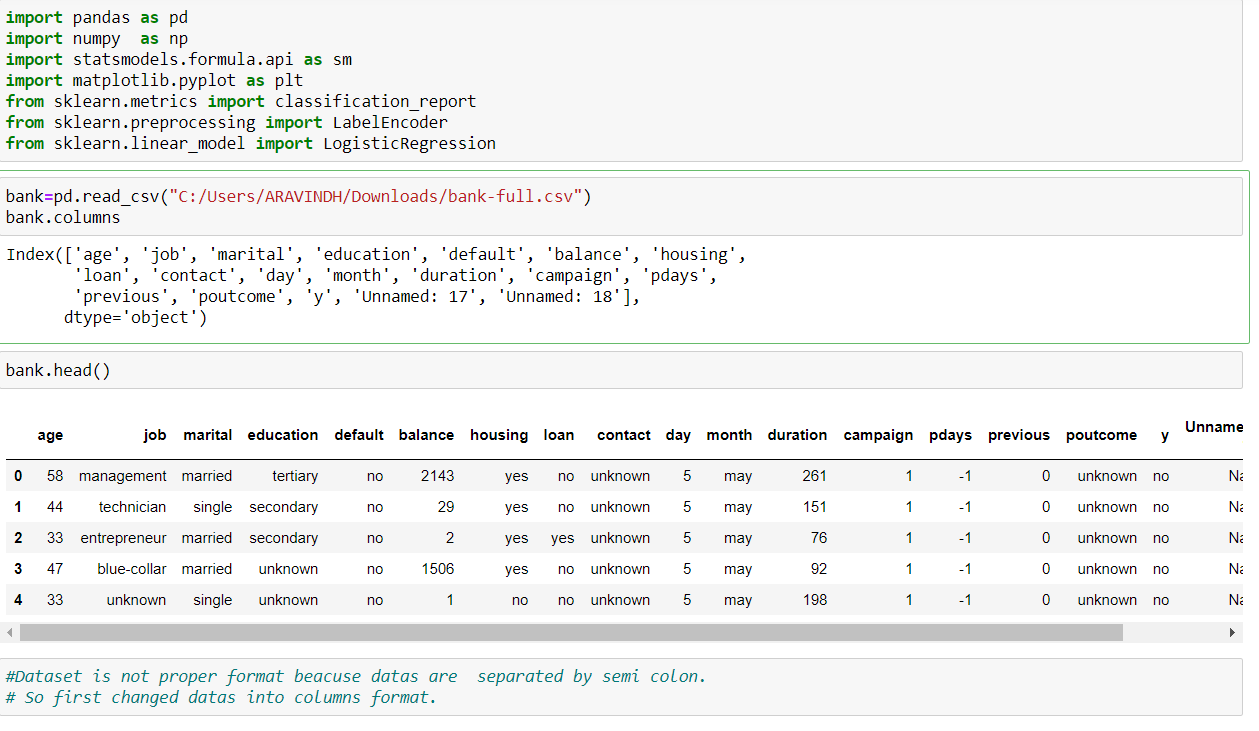 import pandas as pd
import numpy  as np
import statsmodels.formula.api as sm
import matplotlib.pyplot as plt
from sklearn.metrics import classification_report
from sklearn.preprocessing import LabelEncoder
from sklearn.linear_model import LogisticRegression
bank=pd.read_csv("C:/Users/ARAVINDH/Downloads/bank-full.csv")
bank.columns
Index(['age', 'job', 'marital', 'education', 'default', 'balance', 'housing',
       'loan', 'contact', 'day', 'month', 'duration', 'campaign', 'pdays',
       'previous', 'poutcome', 'y', 'Unnamed: 17', 'Unnamed: 18'],
      dtype='object')
bank.head()
age job marital education default balance housing loan contact day month duration campaign pdays previous poutcome y Unname
0 58 management married tertiary no 2143 yes no unknown 5 may 261 1 -1 0 unknown no Na
1 44 technician single secondary no 29 yes no unknown 5 may 151 1 -1 0 unknown no Na
2 33 entrepreneur married secondary no 2 yes yes unknown 5 may 76 1 -1 0 unknown no Na
3 47 blue-collar married unknown no 1506 yes no unknown 5 may 92 1 -1 0 unknown no Na
4 33 unknown single unknown no 1 no no unknown 5 may 198 1 -1 0 unknown no Na
#Dataset is not proper format beacuse datas are  separated by semi colon.
# So first changed datas into columns format.